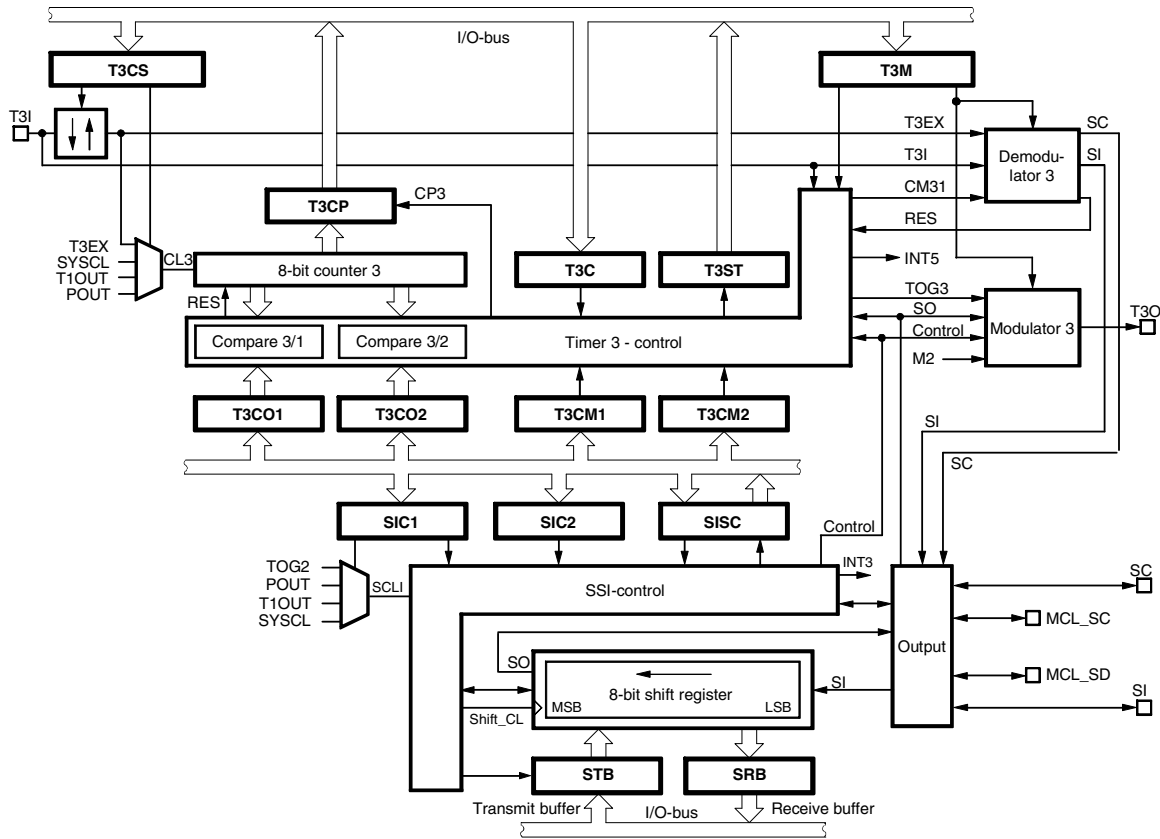 I/O-bus
T3CS
T3M
T3I
T3EX
SC
T3I
SI
Demodu-
lator 3
CM31
T3CP
CP3
RES
T3EX
SYSCL
T1OUT
POUT
CL3
8-bit counter 3
T3C
T3ST
INT5
RES
TOG3
SO
Control
M2
Modulator 3
T3O
Compare 3/1
Compare 3/2
Timer 3 - control
T3CO1
T3CO2
T3CM1
T3CM2
SI
SC
SIC1
SIC2
SISC
Control
TOG2
POUT
T1OUT
SYSCL
SCLI
SSI-control
INT3
SC
MCL_SC
Output
SO
8-bit shift register
MSB
LSB
SI
MCL_SD
SI
Shift_CL
STB
SRB
Transmit buffer
I/O-bus
Receive buffer